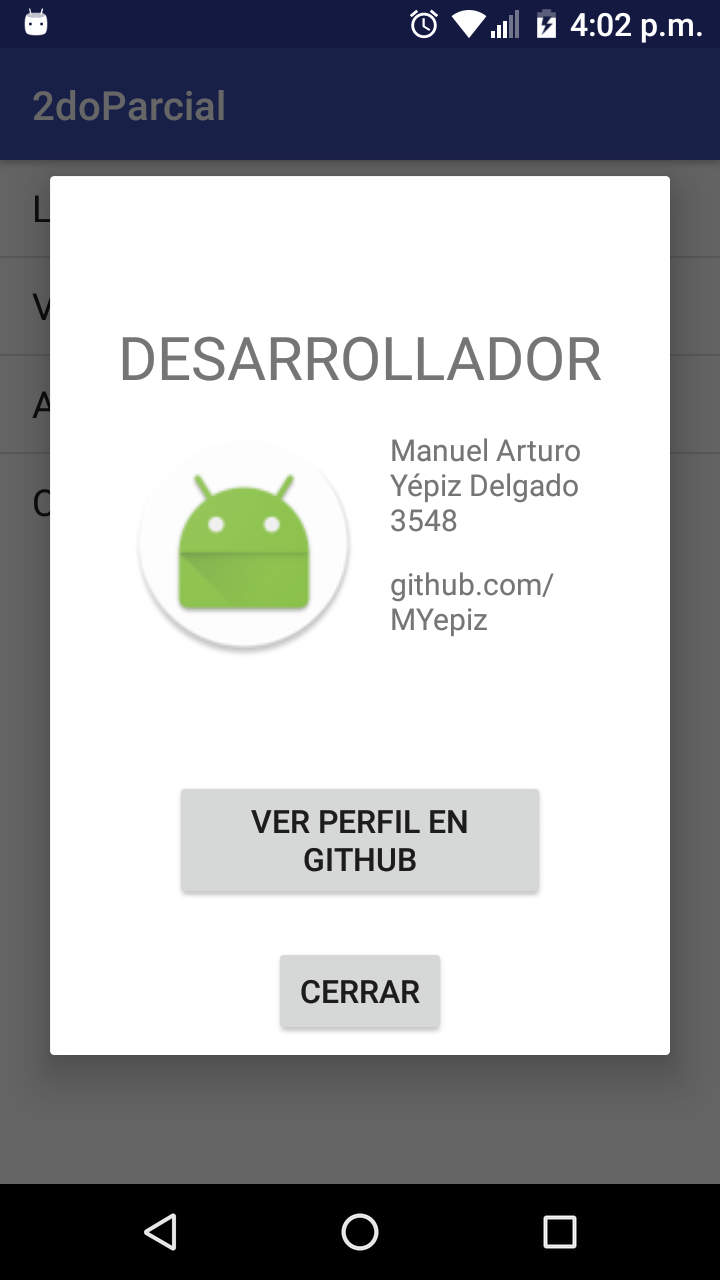 4:02 p.m.
2doParcial
L
V
A
DESARROLLADOR
Manuel Arturo
Yépiz Delgado
3548
github.com/
MYepiz
VER PERFIL EN
GITHUB
CERRAR